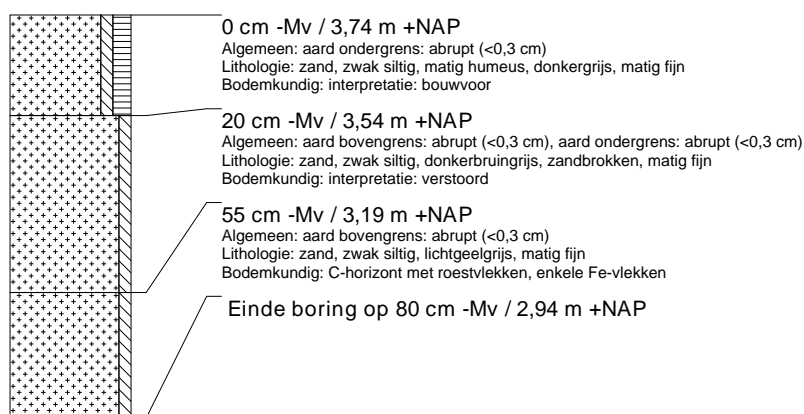 0 cm -Mv / 3,74 m +NAP
Algemeen: aard ondergrens: abrupt (<0,3 cm)
Lithologie: zand, zwak siltig, matig humeus, donkergrijs, matig fijn
Bodemkundig: interpretatie: bouwvoor
20 cm -Mv / 3,54 m +NAP
Algemeen: aard bovengrens: abrupt (<0,3 cm), aard ondergrens: abrupt (<0,3 cm)
Lithologie: zand, zwak siltig, donkerbruingrijs, zandbrokken, matig fijn
Bodemkundig: interpretatie: verstoord
55 cm -Mv / 3,19 m +NAP
Algemeen: aard bovengrens: abrupt (<0,3 cm)
Lithologie: zand, zwak siltig, lichtgeelgrijs, matig fijn
Bodemkundig: C-horizont met roestvlekken, enkele Fe-vlekken
Einde boring op 80 cm -Mv / 2,94 m +NAP